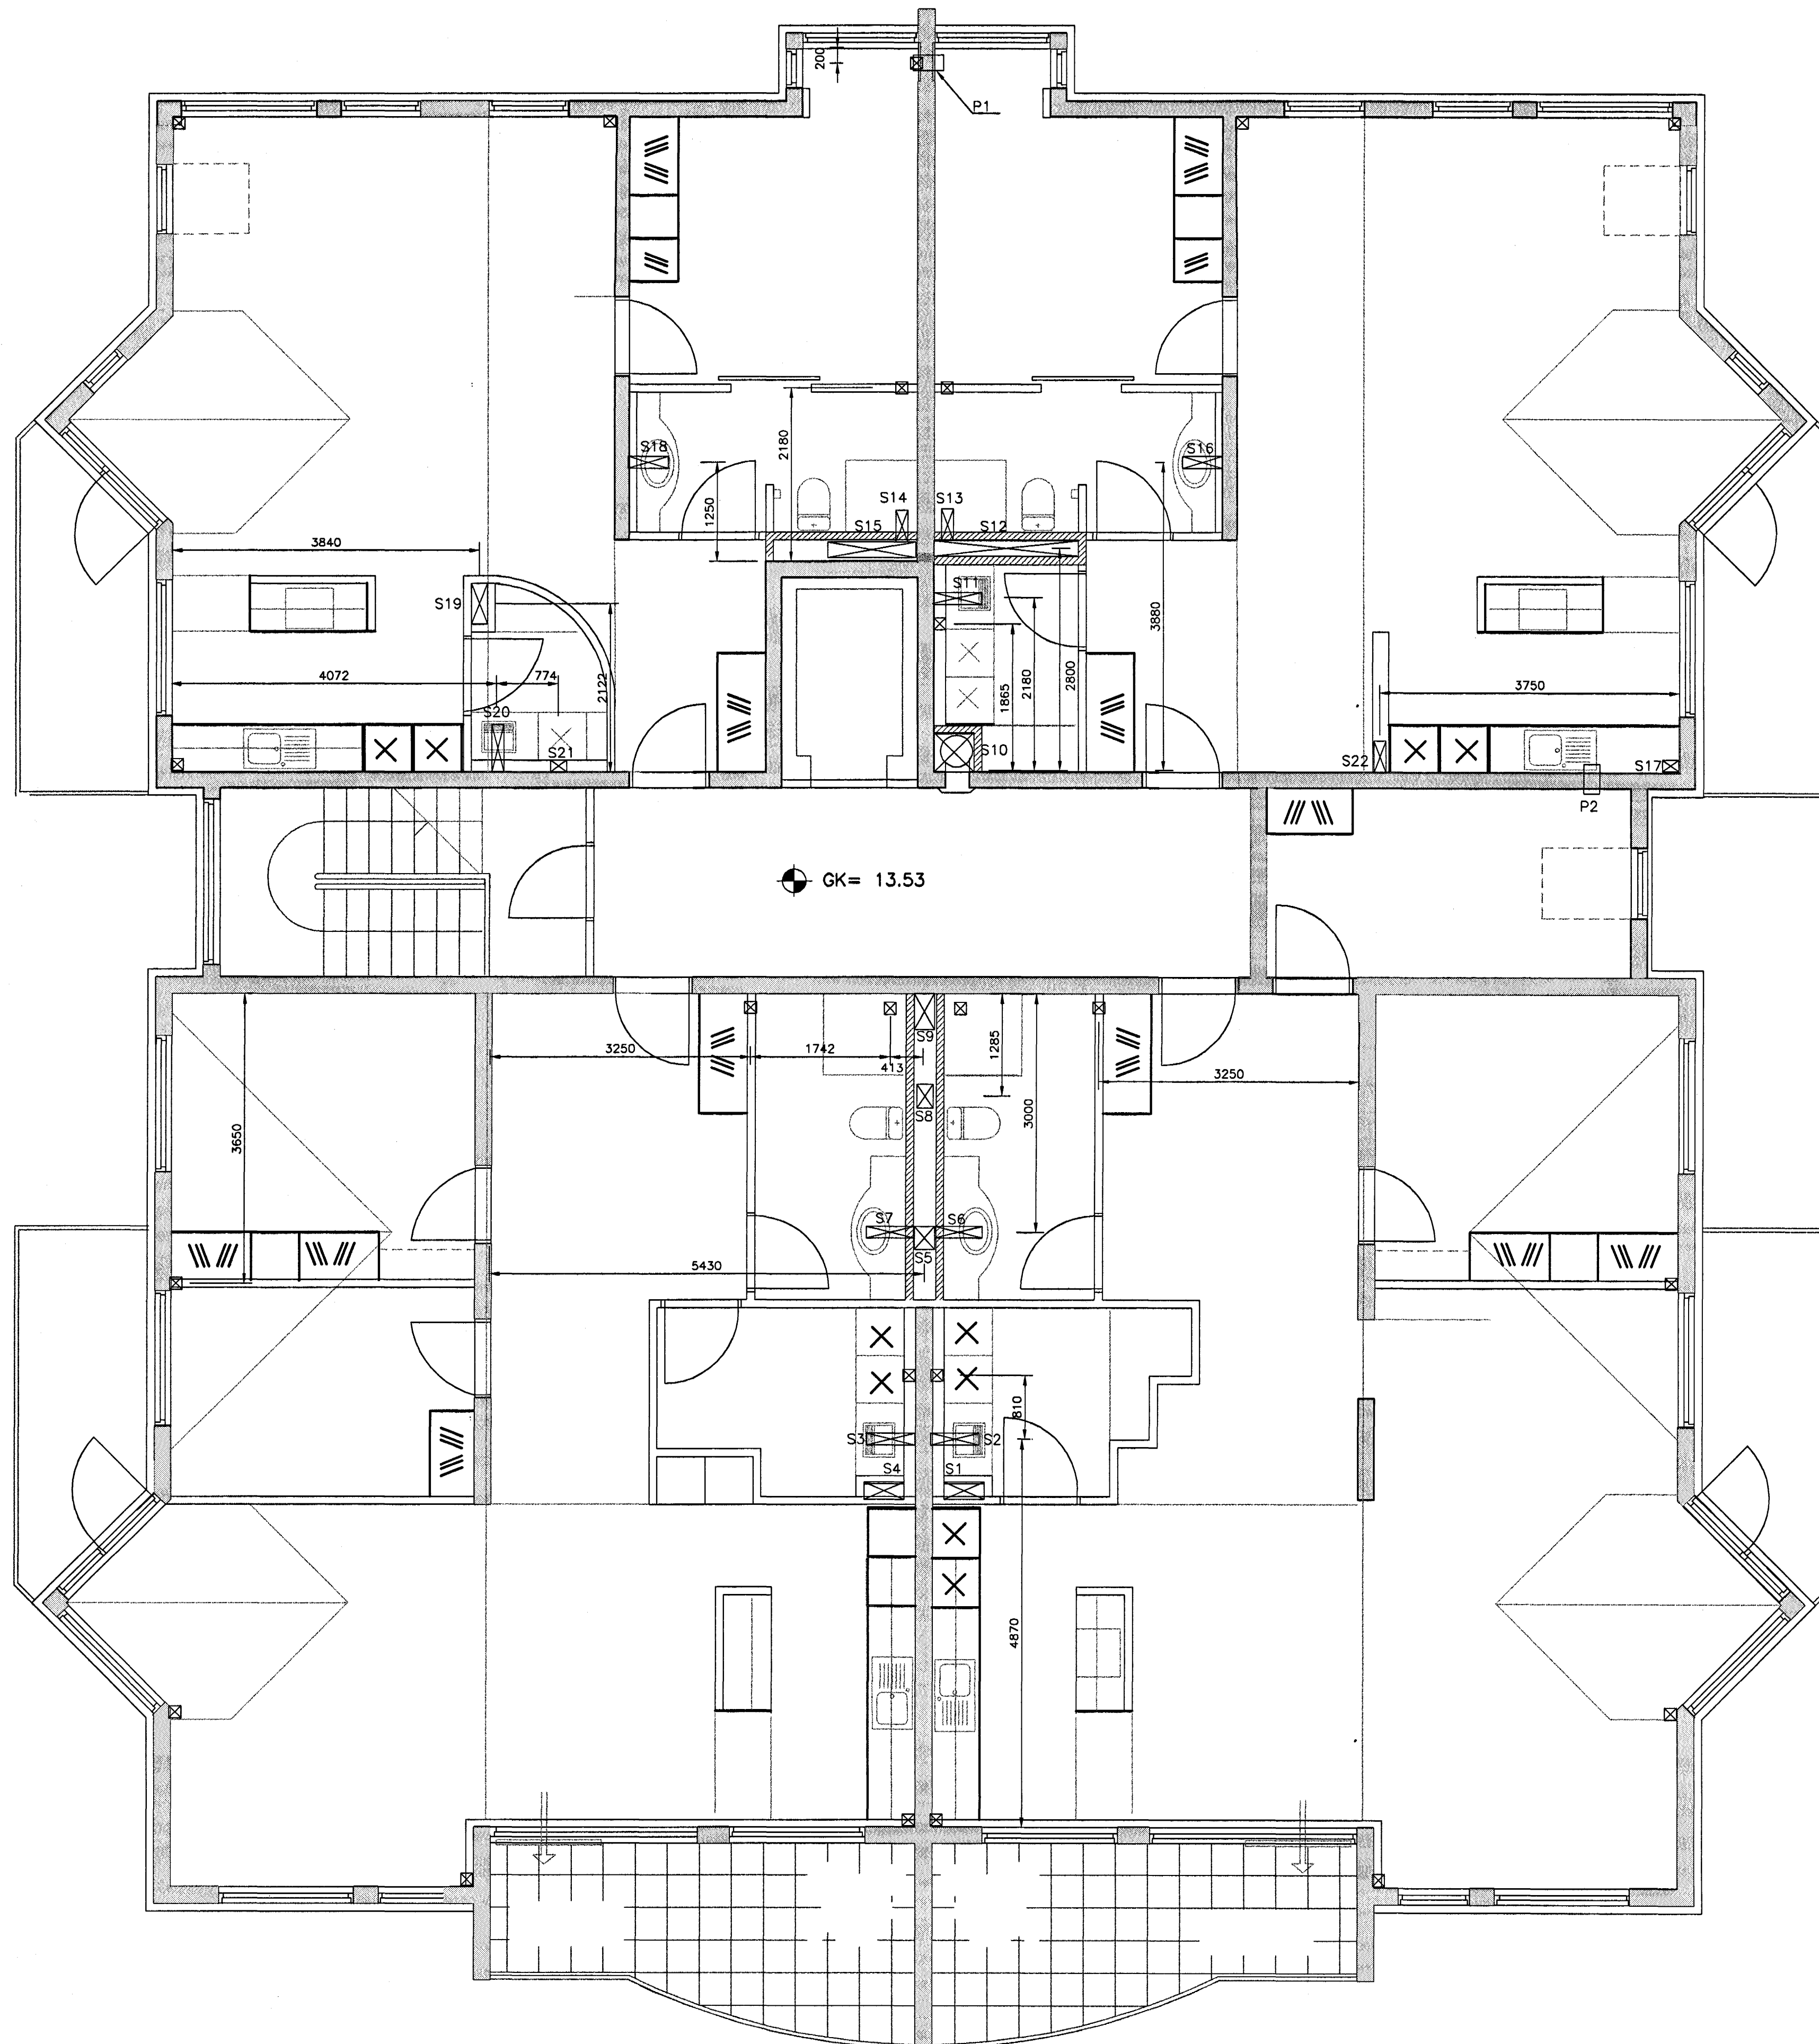 200
P1
S18
S16
2180
1250
S14
S13
S15
S12
3840
S11
S19
3880
2180
1865
2800
4072
774
2122
3750
S20
S21
S10
S22
S17
P2
GK= 13.53
S9
3250
1742
413
1285
3250
S8
3000
3650
S7
S6
S5
5430
810
S3
S2
S4
S1
4870